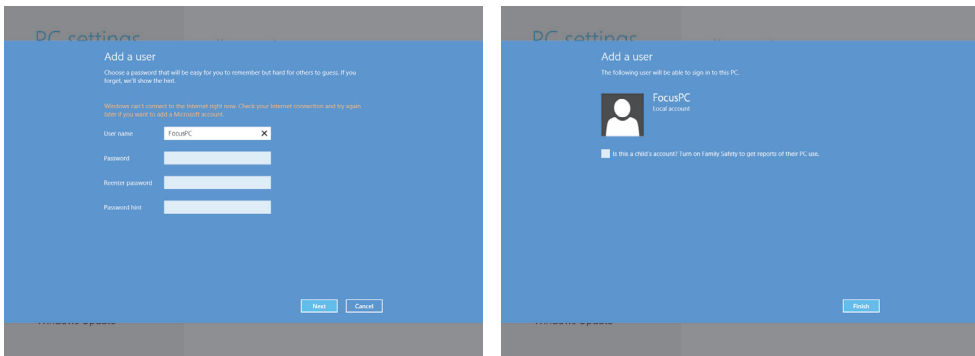 PC settings
Add a user
Choose a password that will be easy for you to remember but hard for others to guess. If you
forget, we'll show the hint.
Windows can't connect to the Internet right now. Check your Internet connection and try again
later if you want to add a Microsoft account.
User name
FocusPC
Password
Reenter password
Password hint
Next
Cancel
Windows Update
PC settings
Add a user
The following user will be able to sign in to this PC.
FocusPC
Local account
Is this a child's account? Turn on Family Safety to get reports of their PC use.
Finish
Windows Update